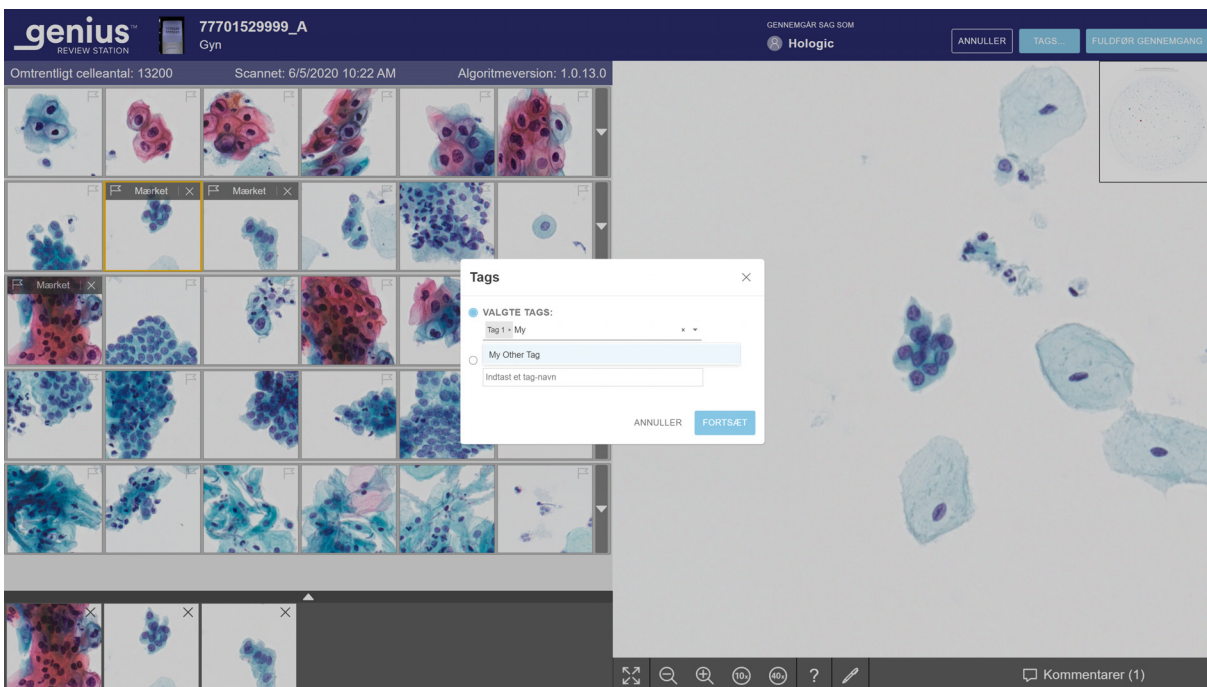 genius™
REVIEW STATION
77701529999_A
Gyn
GENNEMGÅR SAG SOM
Hologic
ANNULLER
TAGS...
FULDFØR GENNEMGANG
Omtrentligt celleantal: 13200
Scannet: 6/5/2020 10:22 AM
Algoritmeversion: 1.0.13.0
Mærket
Mærket
Mærket
Tags
VALGTE TAGS:
Tag 1 × My
My Other Tag
Indtast et tag-navn
ANNULLER
FORTSÆT
10x
40x
?
Kommentarer (1)